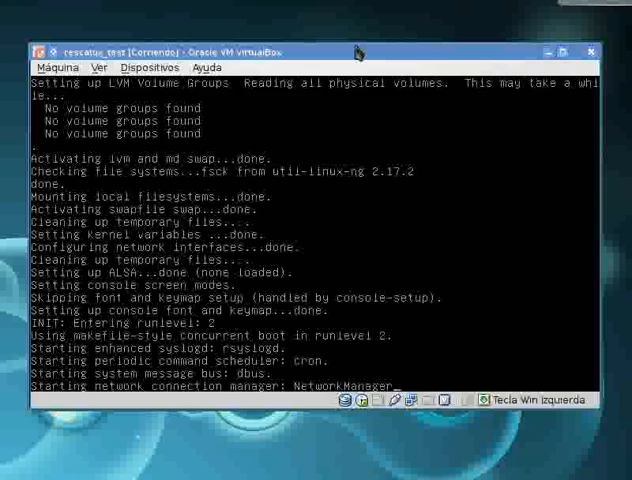 rescatux_test [Corriendo] - Oracle VM VirtualBox
Máquina Ver Dispositivos Ayuda
Setting up LVM Volume Groups  Reading all physical volumes.  This may take a whi
le...
No volume groups found
No volume groups found
No volume groups found
.
Activating lvm and md swap...done.
Checking file systems...fsck from util-linux-ng 2.17.2
done.
Mounting local filesystems...done.
Activating swapfile swap...done.
Cleaning up temporary files....
Setting kernel variables ...done.
Configuring network interfaces...done.
Cleaning up temporary files....
Setting up ALSA...done (none loaded).
Setting console screen modes.
Skipping font and keymap setup (handled by console-setup).
Setting up console font and keymap...done.
INIT: Entering runlevel: 2
Using makefile-style concurrent boot in runlevel 2.
Starting enhanced syslogd: rsyslogd.
Starting periodic command scheduler: cron.
Starting system message bus: dbus.
Starting network connection manager: NetworkManager_
Tecla Win izquierda